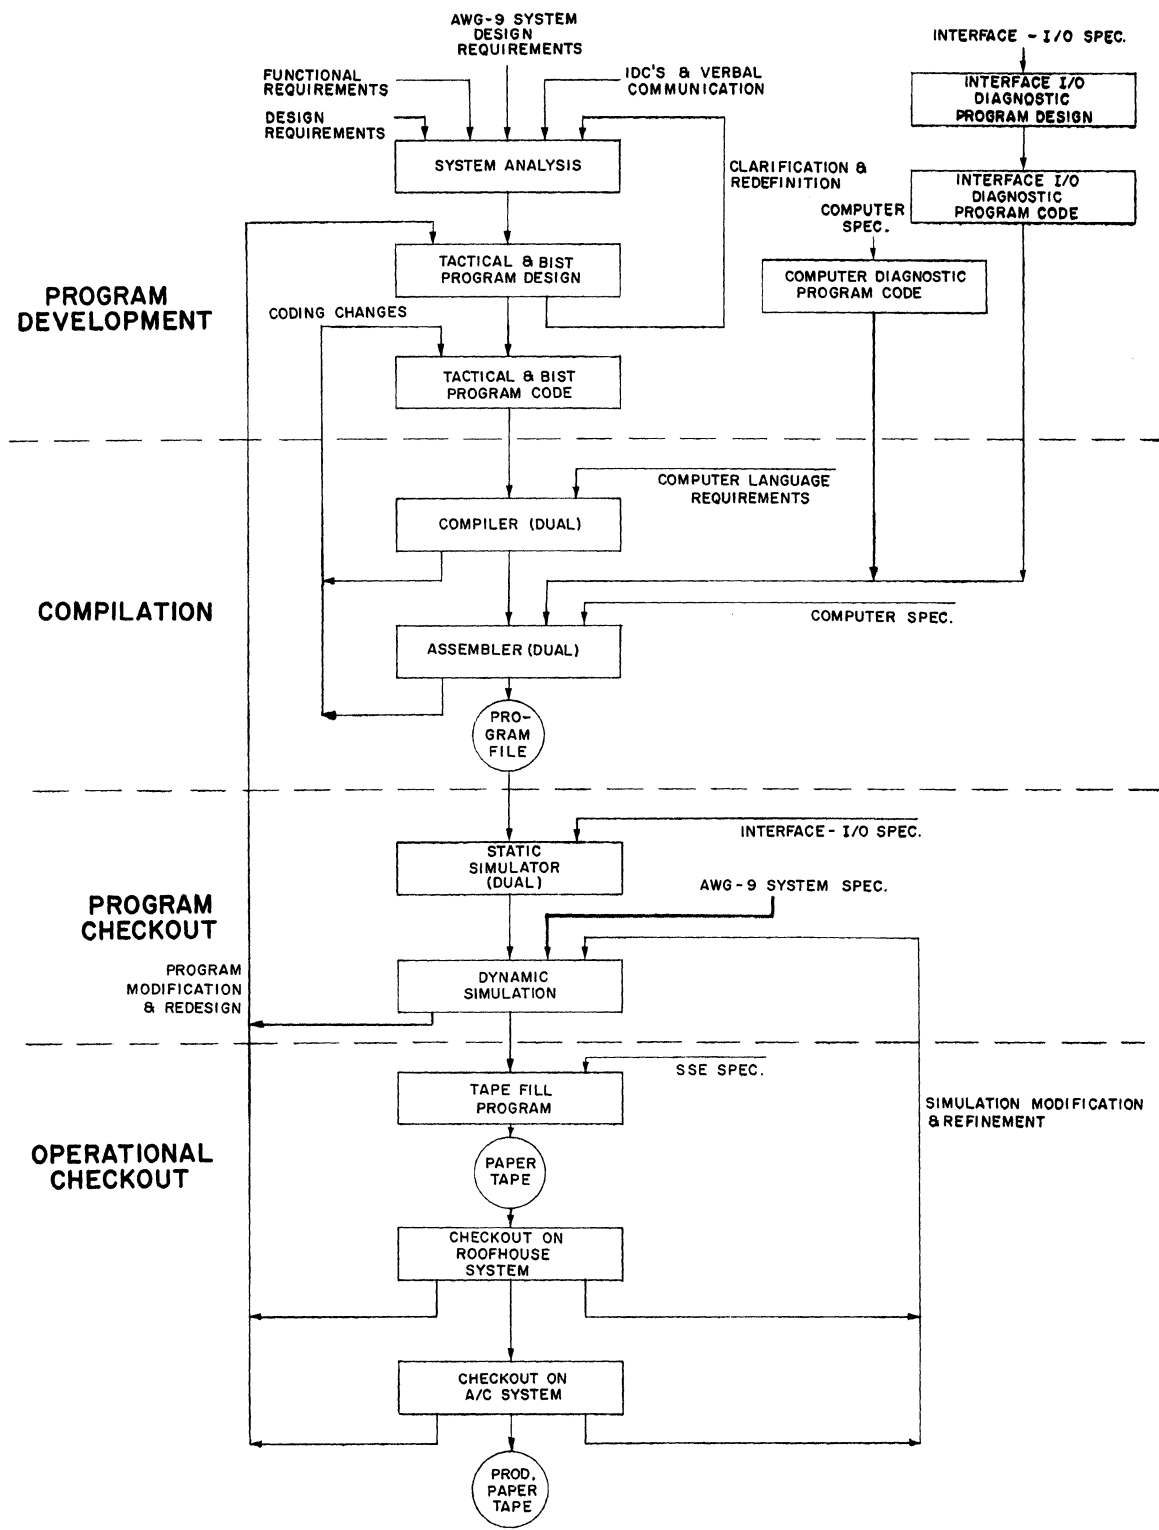 AWG-9 SYSTEM
DESIGN
REQUIREMENTS
FUNCTIONAL
REQUIREMENTS
IDC'S & VERBAL
COMMUNICATION
DESIGN
REQUIREMENTS
SYSTEM ANALYSIS
CLARIFICATION &
REDEFINITION
INTERFACE - I/O SPEC.
INTERFACE I/O
DIAGNOSTIC
PROGRAM DESIGN
INTERFACE I/O
DIAGNOSTIC
PROGRAM CODE
COMPUTER
SPEC.
COMPUTER DIAGNOSTIC
PROGRAM CODE
TACTICAL & BIST
PROGRAM DESIGN
PROGRAM
DEVELOPMENT
CODING CHANGES
TACTICAL & BIST
PROGRAM CODE
COMPUTER LANGUAGE
REQUIREMENTS
COMPILER (DUAL)
COMPILATION
COMPUTER SPEC.
ASSEMBLER (DUAL)
PRO-
GRAM
FILE
INTERFACE - I/O SPEC.
STATIC
SIMULATOR
(DUAL)
AWG-9 SYSTEM SPEC.
PROGRAM
CHECKOUT
PROGRAM
MODIFICATION
& REDESIGN
DYNAMIC
SIMULATION
SSE SPEC.
TAPE FILL
PROGRAM
SIMULATION MODIFICATION
& REFINEMENT
OPERATIONAL
CHECKOUT
PAPER
TAPE
CHECKOUT ON
ROOFHOUSE
SYSTEM
CHECKOUT ON
A/C SYSTEM
PROD.
PAPER
TAPE